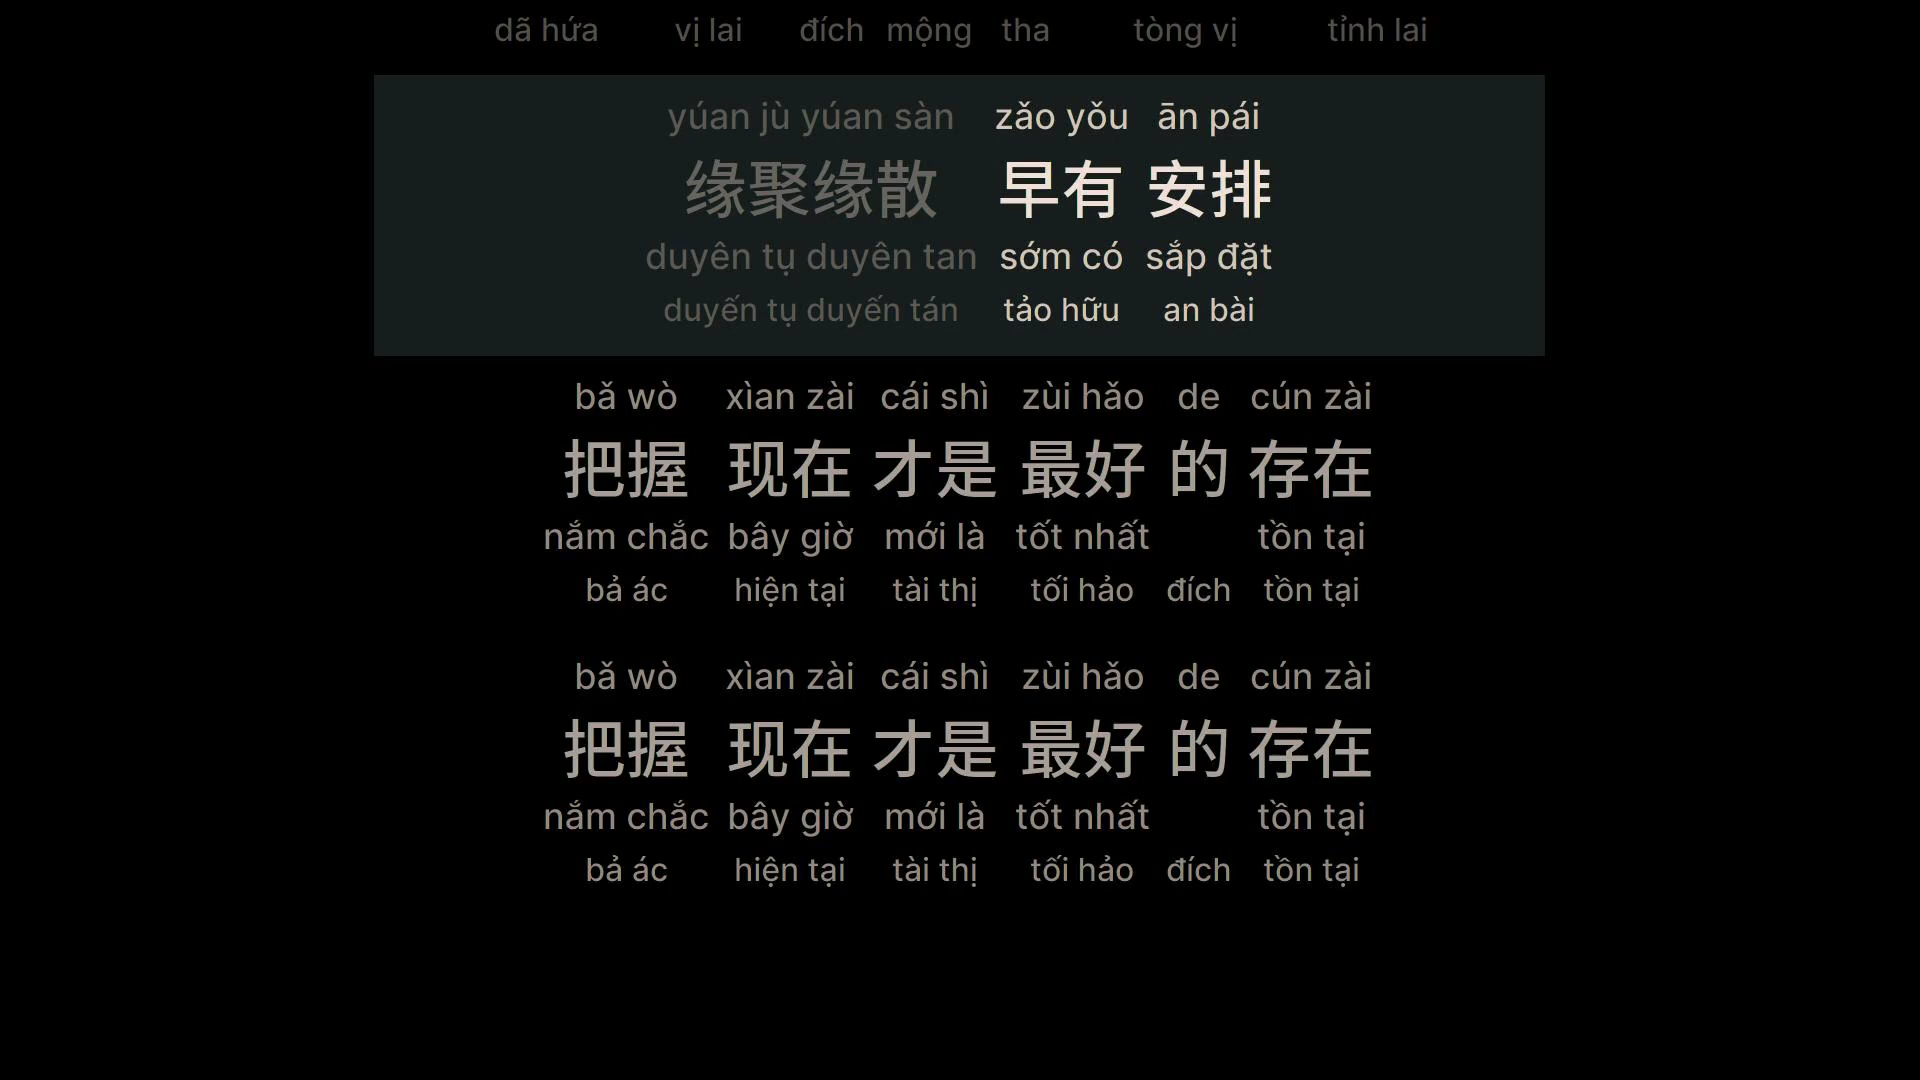 dã hứa vị lai đích mộng tha tòng vị tỉnh lai
yúan jù yúan sàn zǎo yǒu ān pái
缘聚缘散 早有 安排
duyên tụ duyên tan sớm có sắp đặt
duyến tụ duyến tán tảo hữu an bài
bǎ wò xìan zài cái shì zùi hǎo de cún zài
把握 现在 才是 最好 的 存在
nắm chắc bây giờ mới là tốt nhất tồn tại
bả ác hiện tại tài thị tối hảo đích tồn tại
bǎ wò xìan zài cái shì zùi hǎo de cún zài
把握 现在 才是 最好 的 存在
nắm chắc bây giờ mới là tốt nhất tồn tại
bả ác hiện tại tài thị tối hảo đích tồn tại